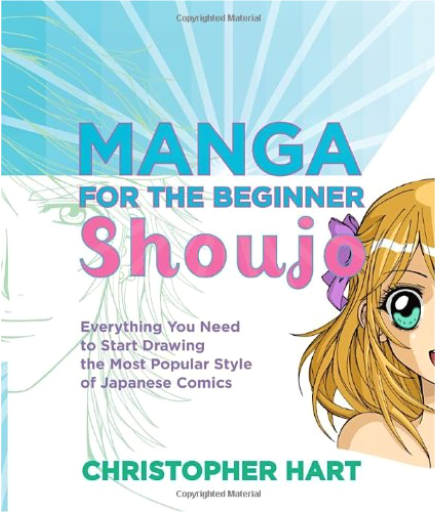 Copyrighted Material
MANGA
FOR THE BEGINNER
Shoujo
Everything You Need
to Start Drawing
the Most Popular Style
of Japanese Comics
CHRISTOPHER HART
Copyrighted Material